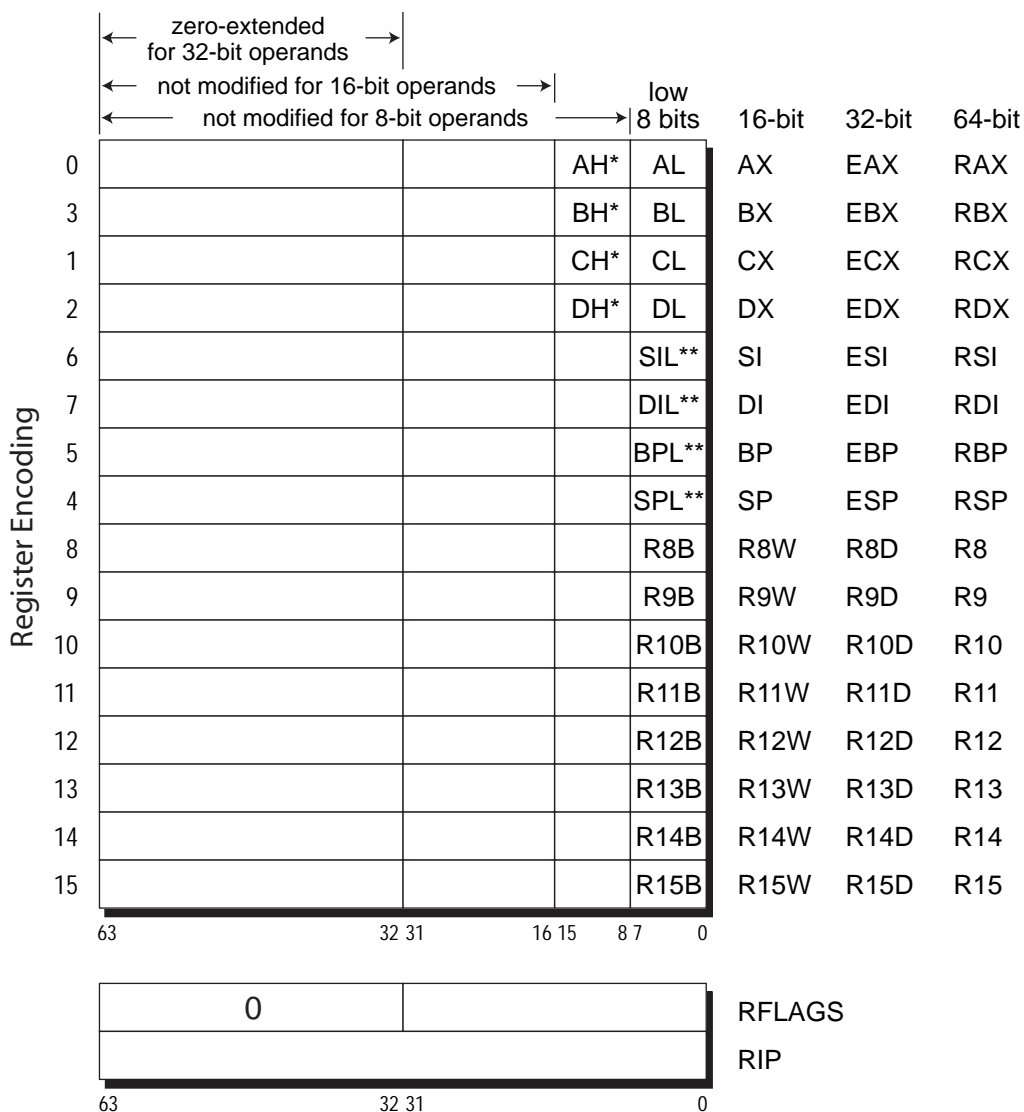 zero-extended
for 32-bit operands
not modified for 16-bit operands
low
not modified for 8-bit operands 8 bits 16-bit 32-bit 64-bit
0 AH* AL AX EAX RAX
3 BH* BL BX EBX RBX
1 CH* CL CX ECX RCX
2 DH* DL DX EDX RDX
6 SIL** SI ESI RSI
7 DIL** DI EDI RDI
5 BPL** BP EBP RBP
4 SPL** SP ESP RSP
8 R8B R8W R8D R8
9 R9B R9W R9D R9
10 R10B R10W R10D R10
11 R11B R11W R11D R11
12 R12B R12W R12D R12
13 R13B R13W R13D R13
14 R14B R14W R14D R14
15 R15B R15W R15D R15
Register Encoding
63 32 31 16 15 8 7 0
0 RFLAGS
RIP
63 32 31 0